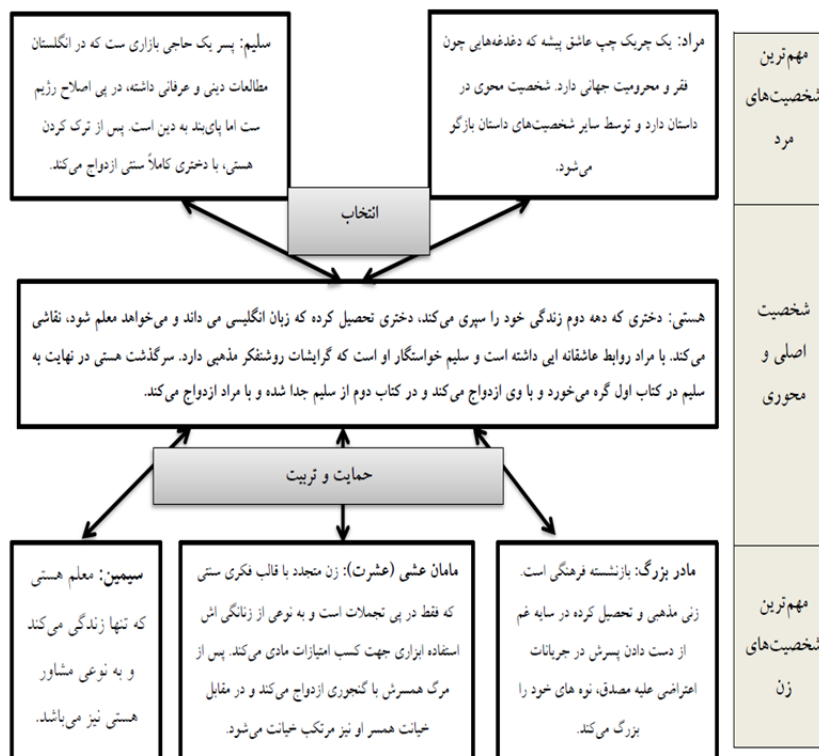 مهم‌ترین
شخصیت‌های
مرد
مراد: یک چریک چپ عاشق پیشه که دغدغه‌هایی چون
فقر و محرومیت جهانی دارد. شخصیت محوی در
داستان دارد و توسط سایر شخصیت‌های داستان بازگو
می‌شود.
سلیم: پسر یک حاجی بازاری ست که در انگلستان
مطالعات دینی و عرفانی داشته، در پی اصلاح رژیم
ست اما پای‌بند به دین است. پس از ترک کردن
هستی، با دختری کاملاً سنتی ازدواج می‌کند.
انتخاب
شخصیت
اصلی و
محوری
هستی: دختری که دهه دوم زندگی خود را سپری می‌کند، دختری تحصیل کرده که زبان انگلیسی می داند و می‌خواهد معلم شود، نقاشی
می‌کند. با مراد روابط عاشقانه ایی داشته است و سلیم خواستگار او است که گرایشات روشنفکر مذهبی دارد. سرگذشت هستی در نهایت به
سلیم در کتاب اول گره می‌خورد و با وی ازدواج می‌کند و در کتاب دوم از سلیم جدا شده و با مراد ازدواج می‌کند.
حمایت و تربیت
مهم‌ترین
شخصیت‌های
زن
مادر بزرگ: بازنشسته فرهنگی است.
زنی مذهبی و تحصیل کرده در سایه غم
از دست دادن پسرش در جریانات
اعتراضی علیه مصدق، نوه های خود را
بزرگ می‌کند.
مامان عشی (عشرت): زن متجدد با قالب فکری سنتی
که فقط در پی تجملات است و به نوعی از زنانگی اش
استفاده ابزاری جهت کسب امتیازات مادی می‌کند. پس از
مرگ همسرش با گنجوری ازدواج می‌کند و در مقابل
خیانت همسر او نیز مرتکب خیانت می‌شود.
سیمین: معلم هستی
که تنها زندگی می‌کند
و به نوعی مشاور
هستی نیز می‌باشد.